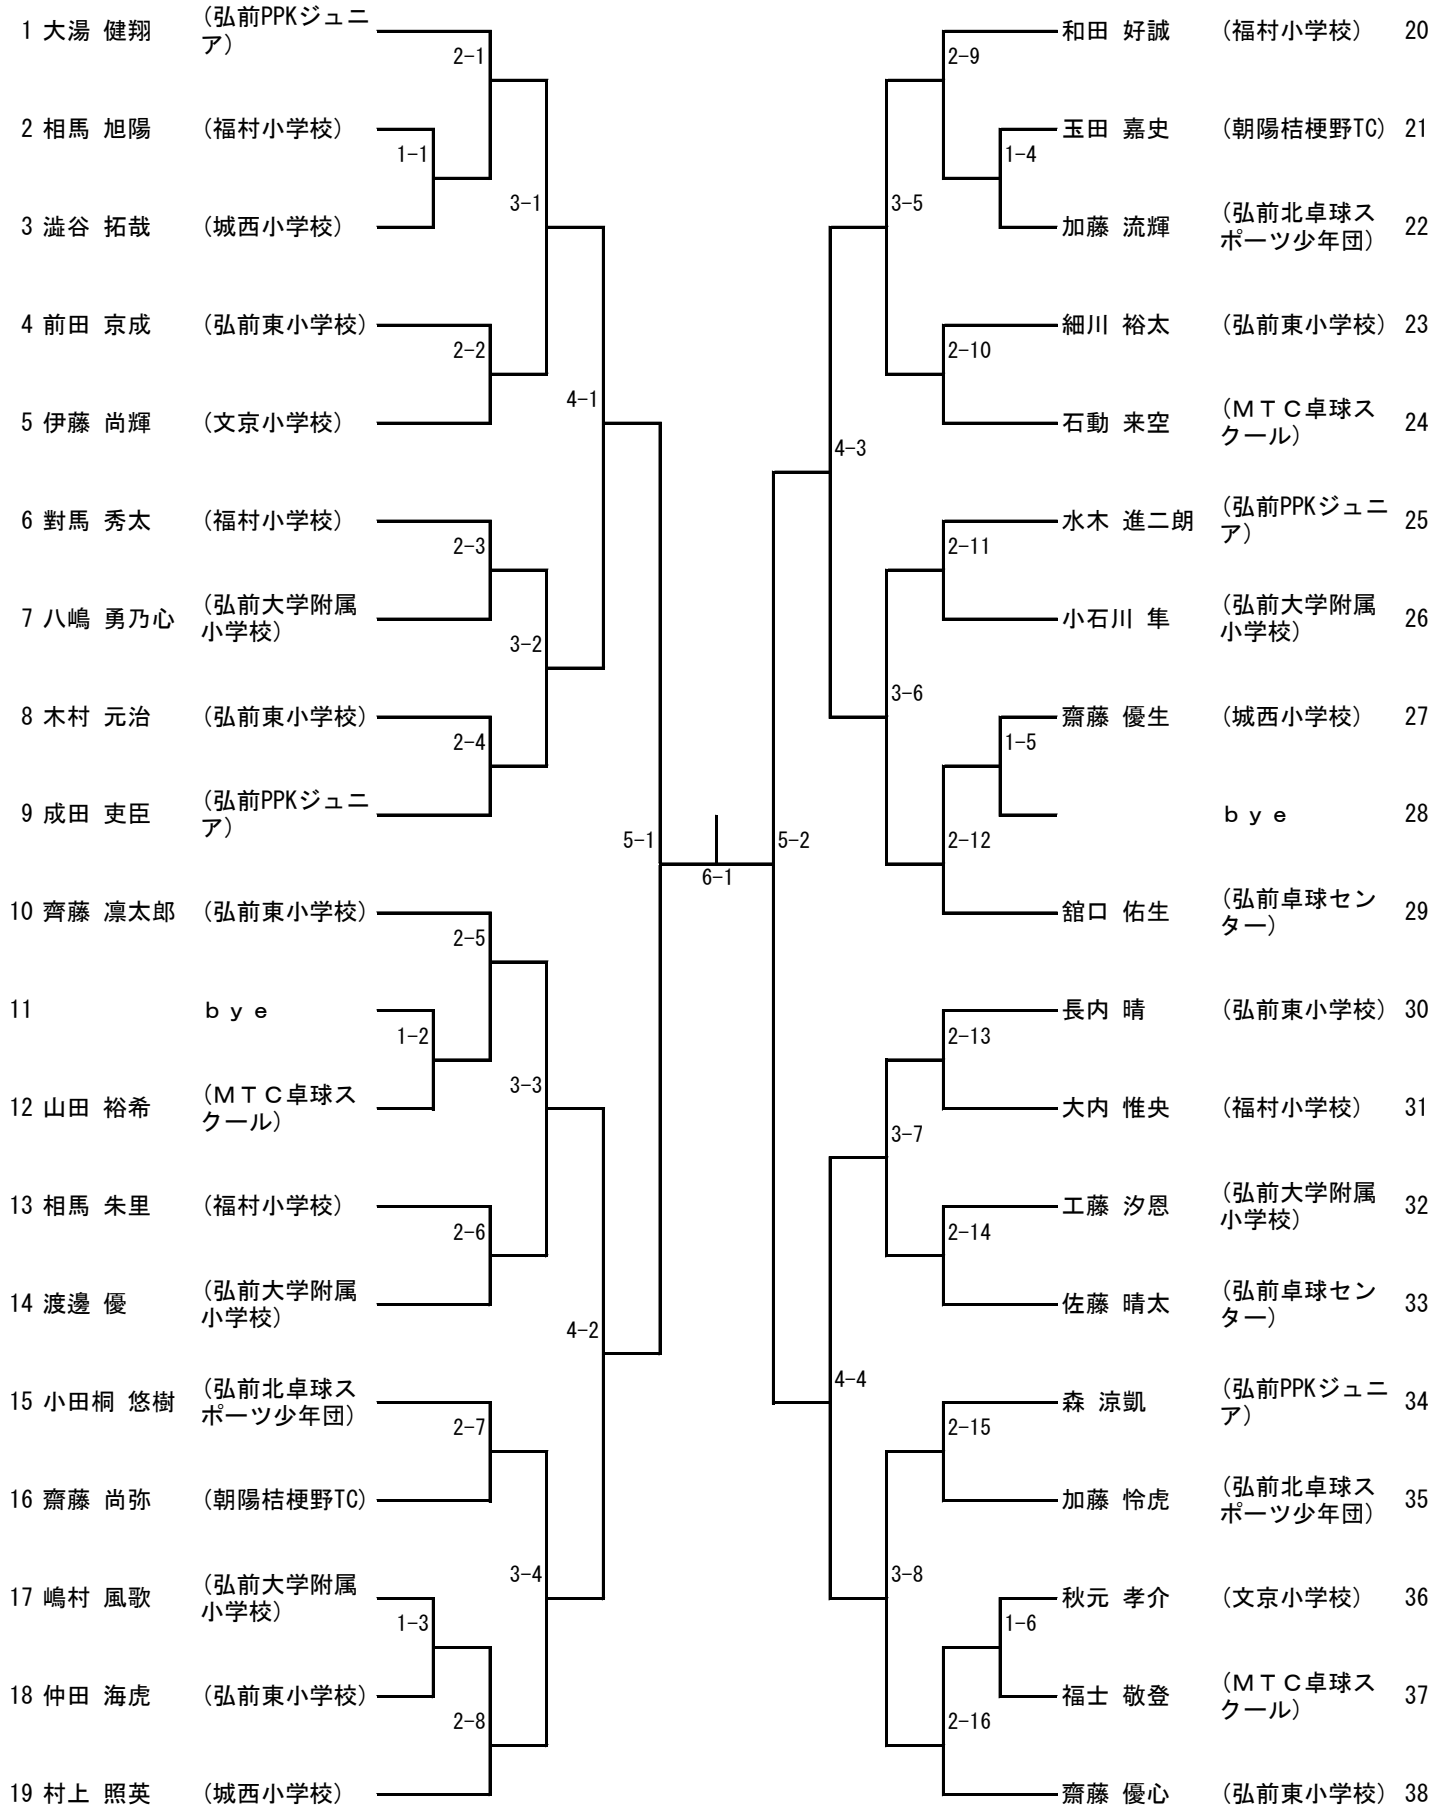 1 大湯 健翔 (弘前PPKジュニ
ア)
2-1
2 相馬 旭陽 (福村小学校)
1-1
3-1
3 澁谷 拓哉 (城西小学校)
4 前田 京成 (弘前東小学校)
2-2
4-1
5 伊藤 尚輝 (文京小学校)
6 對馬 秀太 (福村小学校)
2-3
7 八嶋 勇乃心 (弘前大学附属
小学校)
3-2
8 木村 元治 (弘前東小学校)
2-4
9 成田 吏臣 (弘前PPKジュニ
ア)
5-1
10 齊藤 凛太郎 (弘前東小学校)
2-5
11 ｂｙｅ
1-2
3-3
12 山田 裕希 (ＭＴＣ卓球ス
クール)
13 相馬 朱里 (福村小学校)
2-6
14 渡邊 優 (弘前大学附属
小学校)
4-2
15 小田桐 悠樹 (弘前北卓球ス
ポーツ少年団)
2-7
16 齋藤 尚弥 (朝陽桔梗野TC)
3-4
17 嶋村 風歌 (弘前大学附属
小学校)
1-3
18 仲田 海虎 (弘前東小学校)
2-8
19 村上 照英 (城西小学校)
6-1
和田 好誠 (福村小学校) 20
2-9
玉田 嘉史 (朝陽桔梗野TC) 21
1-4
3-5
加藤 流輝 (弘前北卓球ス
ポーツ少年団) 22
細川 裕太 (弘前東小学校) 23
2-10
石動 来空 (ＭＴＣ卓球ス
クール) 24
4-3
水木 進二朗 (弘前PPKジュニ
ア) 25
2-11
小石川 隼 (弘前大学附属
小学校) 26
3-6
齋藤 優生 (城西小学校) 27
1-5
ｂｙｅ 28
5-2
2-12
舘口 佑生 (弘前卓球セン
ター) 29
長内 晴 (弘前東小学校) 30
2-13
大内 惟央 (福村小学校) 31
3-7
工藤 汐恩 (弘前大学附属
小学校) 32
2-14
佐藤 晴太 (弘前卓球セン
ター) 33
4-4
森 涼凱 (弘前PPKジュニ
ア) 34
2-15
加藤 怜虎 (弘前北卓球ス
ポーツ少年団) 35
3-8
秋元 孝介 (文京小学校) 36
1-6
福士 敬登 (ＭＴＣ卓球ス
クール) 37
2-16
齋藤 優心 (弘前東小学校) 38